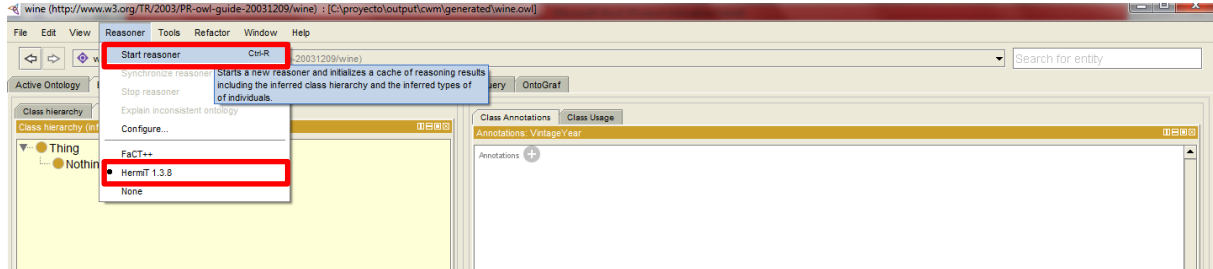 wine (http://www.w3.org/TR/2003/PR-owl-guide-20031209/wine) : [C:\proyecto\output\cwm\generated\wine.owl]
File Edit View Reasoner Tools Refactor Window Help
Start reasoner Ctrl-R
-20031209/wine)
Search for entity
Synchronize reasoner
Starts a new reasoner and initializes a cache of reasoning results
including the inferred class hierarchy and the inferred types of
of individuals.
Stop reasoner
Active Ontology
OntoGraf
Explain inconsistent ontology
Class hierarchy
Class Annotations Class Usage
Configure...
Class hierarchy (inf
Annotations: VintageYear
Thing
Annotations
FaCT++
Nothin
HermiT 1.3.8
None